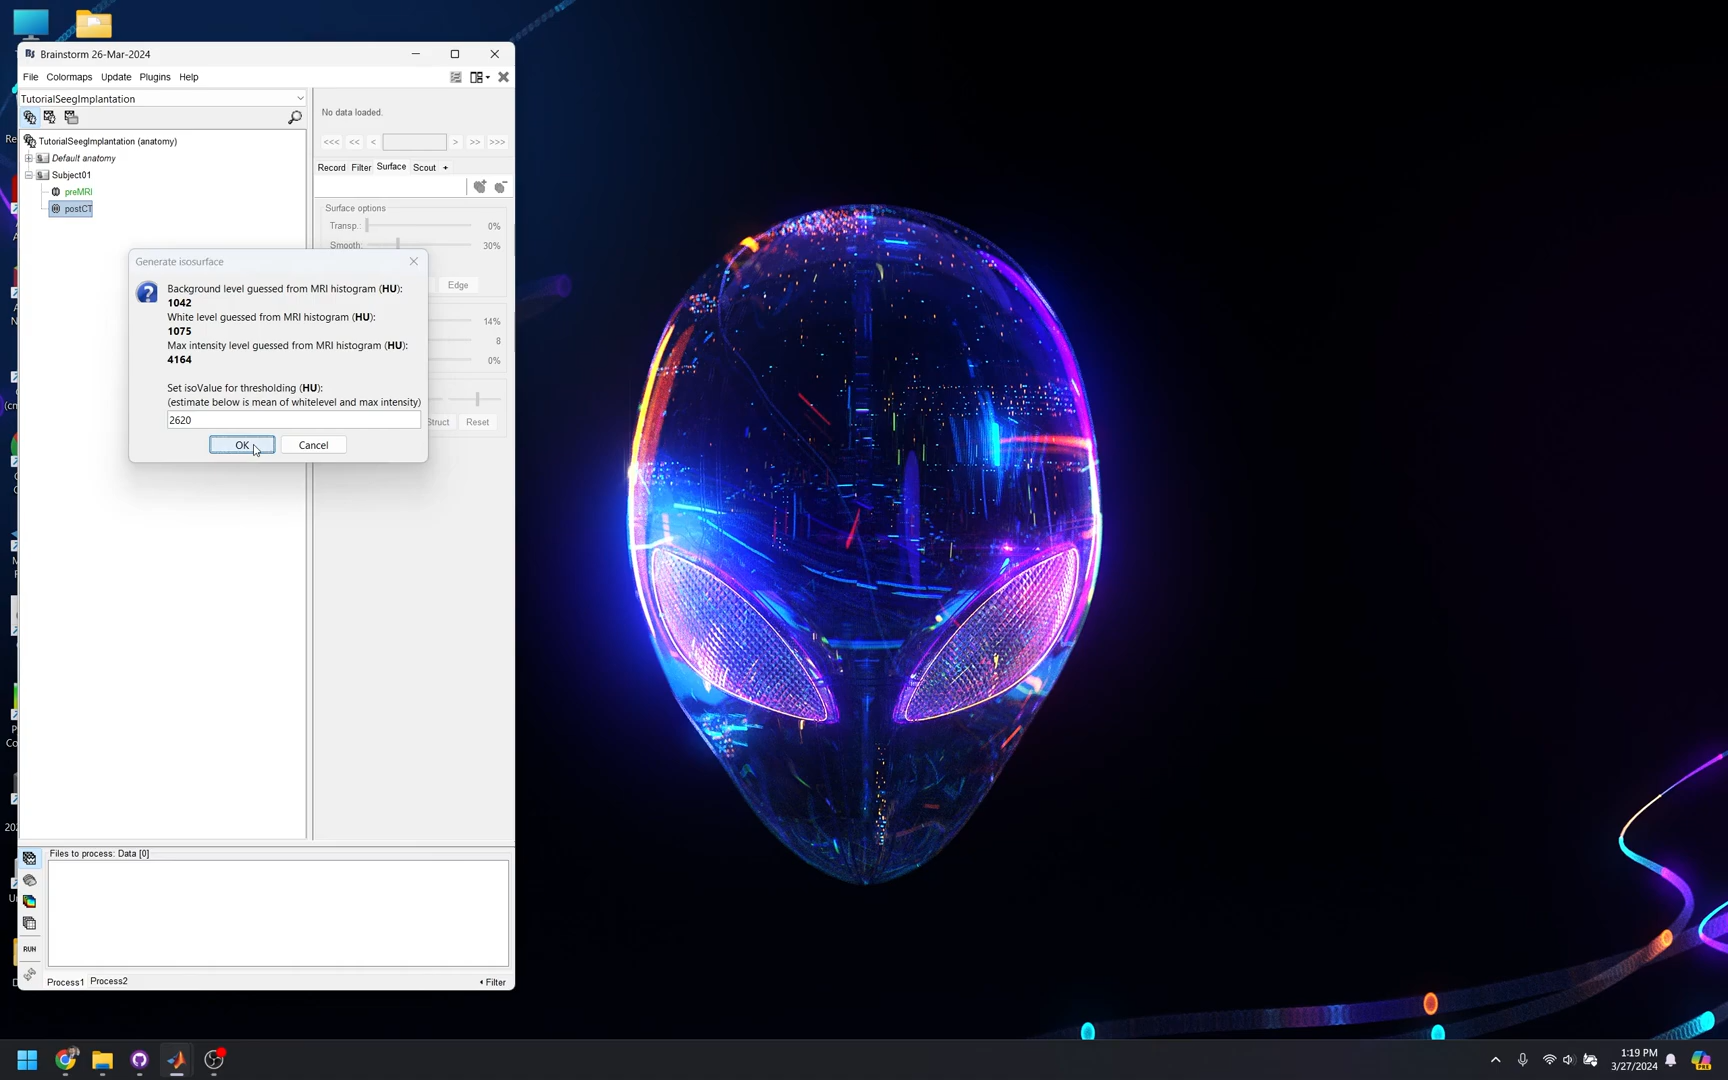 Brainstorm 26-Mar-2024
File Colormaps Update Plugins Help
TutorialSeegImplantation
TutorialSeegImplantation (anatomy)
Default anatomy
Subject01
preMRI
postCT
No data loaded.
<<< << < > >> >>>
Record Filter Surface Scout +
Surface options
Transp.: 0%
Smooth: 30%
Edge
14%
8
0%
Struct Reset
Generate isosurface
Background level guessed from MRI histogram (HU):
1042
White level guessed from MRI histogram (HU):
1075
Max intensity level guessed from MRI histogram (HU):
4164
Set isoValue for thresholding (HU):
(estimate below is mean of whitelevel and max intensity)
2620
OK Cancel
Files to process: Data [0]
RUN
Process1 Process2 Filter
1:19 PM
3/27/2024